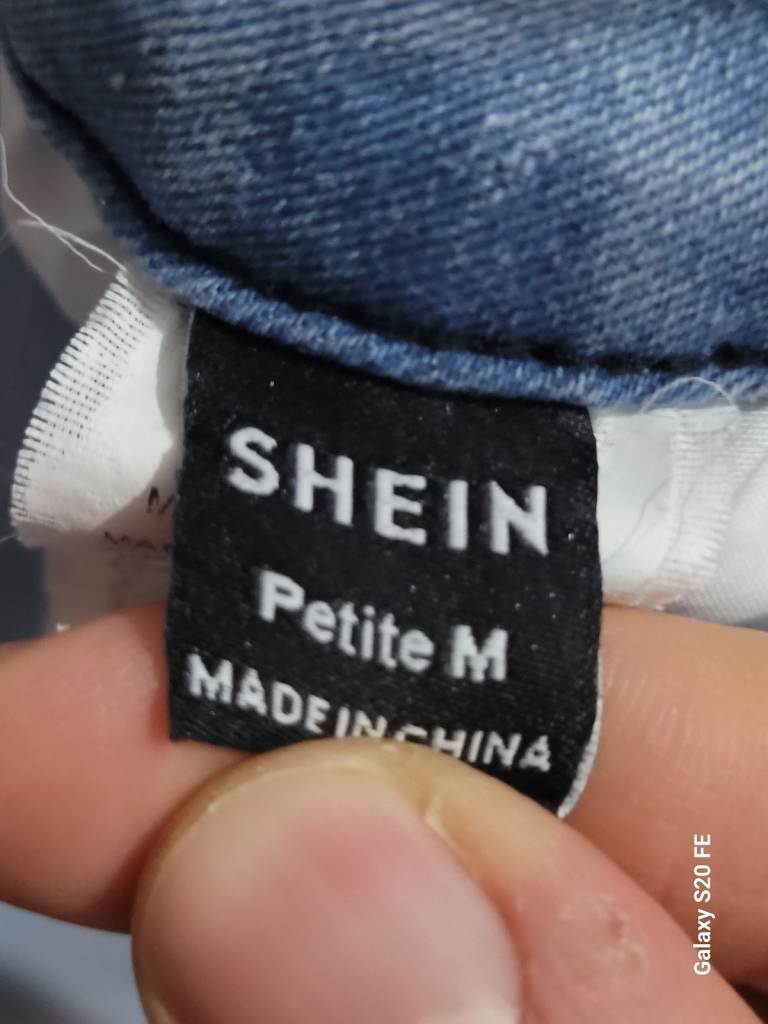 SHEIN
Petite M
MADE IN CHINA
Galaxy S20 FE